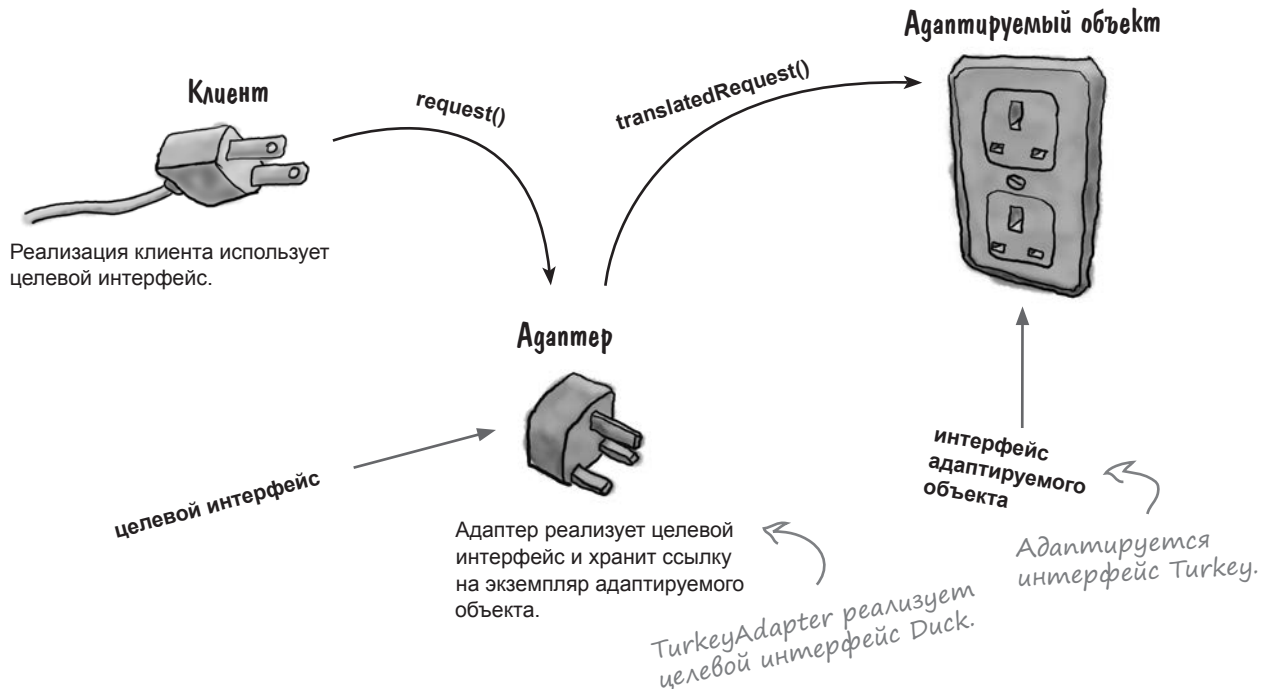 Адаптируемый объект
Клиент
request()
translatedRequest()
Реализация клиента использует
целевой интерфейс.
Адаптер
целевой интерфейс
интерфейс
адаптируемого
объекта
Адаптер реализует целевой
интерфейс и хранит ссылку
на экземпляр адаптируемого
объекта.
Адаптируется
интерфейс Turkey.
TurkeyAdapter реализует
целевой интерфейс Duck.